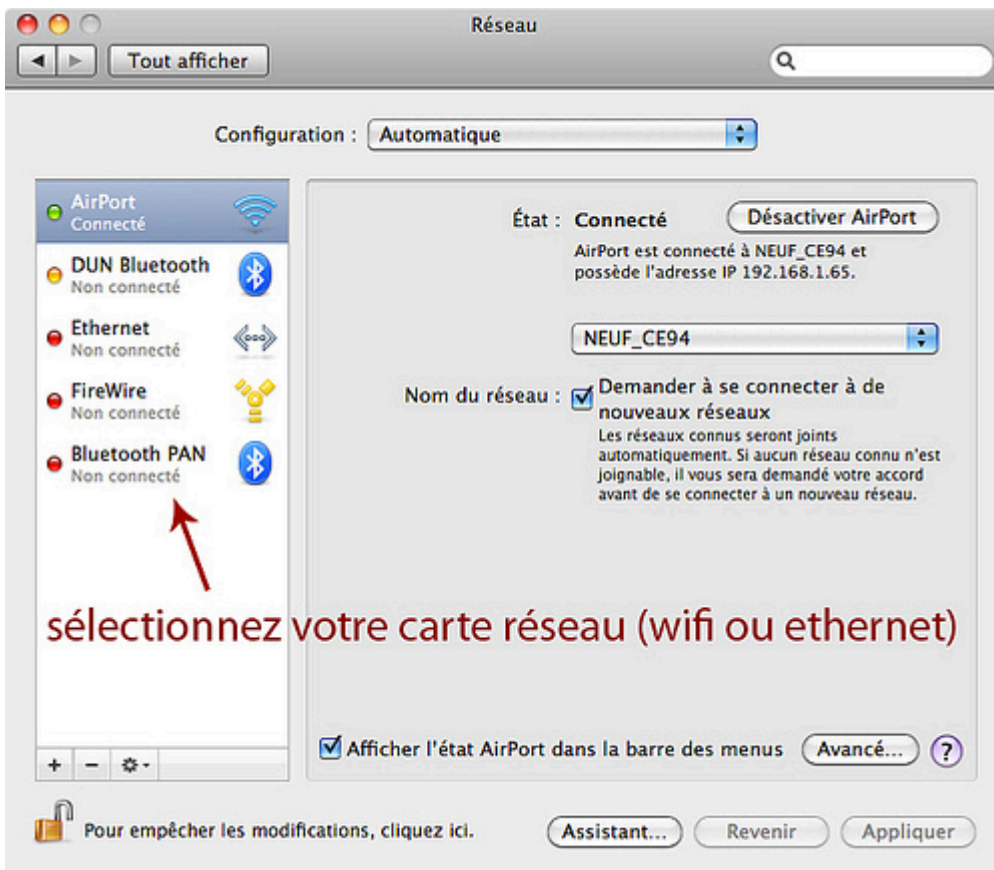 Réseau
Tout afficher
Configuration : Automatique
AirPort
Connecté
DUN Bluetooth
Non connecté
Ethernet
Non connecté
FireWire
Non connecté
Bluetooth PAN
Non connecté
État : Connecté Désactiver AirPort
AirPort est connecté à NEUF_CE94 et
possède l'adresse IP 192.168.1.65.
NEUF_CE94
Nom du réseau : Demander à se connecter à de
nouveaux réseaux
Les réseaux connus seront joints
automatiquement. Si aucun réseau connu n'est
joignable, il vous sera demandé votre accord
avant de se connecter à un nouveau réseau.
sélectionnez votre carte réseau (wifi ou ethernet)
Afficher l'état AirPort dans la barre des menus Avancé... ?
+ −
Pour empêcher les modifications, cliquez ici. Assistant... Revenir Appliquer